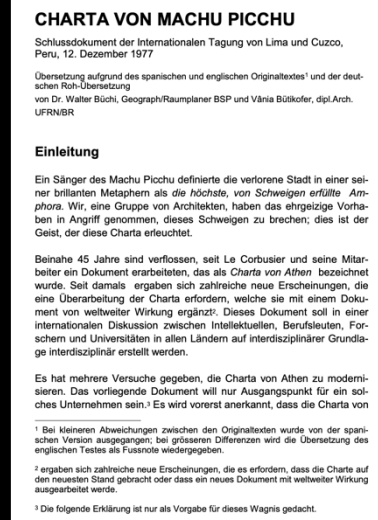 CHARTA VON MACHU PICCHU
Schlussdokument der Internationalen Tagung von Lima und Cuzco,
Peru, 12. Dezember 1977
Übersetzung aufgrund des spanischen und englischen Originaltextes¹ und der deut-
schen Roh-Übersetzung
von Dr. Walter Büchi, Geograph/Raumplaner BSP und Vânia Bütikofer, dipl.Arch.
UFRN/BR
Einleitung
Ein Sänger des Machu Picchu definierte die verlorene Stadt in einer sei-
ner brillanten Metaphern als die höchste, von Schweigen erfüllte Am-
phora. Wir, eine Gruppe von Architekten, haben das ehrgeizige Vorha-
ben in Angriff genommen, dieses Schweigen zu brechen; dies ist der
Geist, der diese Charta erleuchtet.
Beinahe 45 Jahre sind verflossen, seit Le Corbusier und seine Mitar-
beiter ein Dokument erarbeiteten, das als Charta von Athen bezeichnet
wurde. Seit damals ergaben sich zahlreiche neue Erscheinungen, die
eine Überarbeitung der Charta erfordern, welche sie mit einem Doku-
ment von weltweiter Wirkung ergänzt². Dieses Dokument soll in einer
internationalen Diskussion zwischen Intellektuellen, Berufsleuten, For-
schern und Universitäten in allen Ländern auf interdisziplinärer Grundla-
ge interdisziplinär erstellt werden.
Es hat mehrere Versuche gegeben, die Charta von Athen zu moderni-
sieren. Das vorliegende Dokument will nur Ausgangspunkt für ein sol-
ches Unternehmen sein.³ Es wird vorerst anerkannt, dass die Charta von
¹ Bei kleineren Abweichungen zwischen den Originaltexten wurde von der spani-
schen Version ausgegangen; bei grösseren Differenzen wird die Übersetzung des
englischen Testes als Fussnote wiedergegeben.
² ergaben sich zahlreiche neue Erscheinungen, die es erfordern, dass die Charte auf
den neuesten Stand gebracht oder dass ein neues Dokument mit weltweiter Wirkung
ausgearbeitet werde.
³ Die folgende Erklärung ist nur als Vorgabe für dieses Wagnis gedacht.